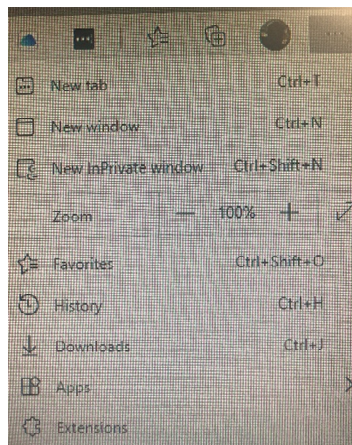 New tab Ctrl+T
New window Ctrl+N
New InPrivate window Ctrl+Shift+N
Zoom — 100% +
Favorites Ctrl+Shift+O
History Ctrl+H
Downloads Ctrl+J
Apps
Extensions